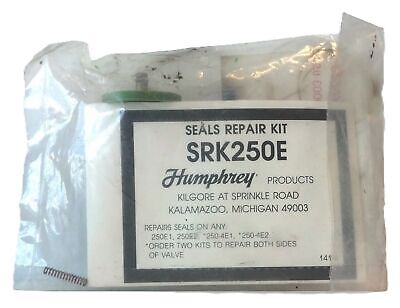 SEALS REPAIR KIT
SRK250E
Humphrey PRODUCTS
KILGORE AT SPRINKLE ROAD
KALAMAZOO, MICHIGAN 49003
REPAIRS SEALS ON ANY:
250E1, 250E2, *250-4E1, *250-4E2
*ORDER TWO KITS TO REPAIR BOTH SIDES
OF VALVE